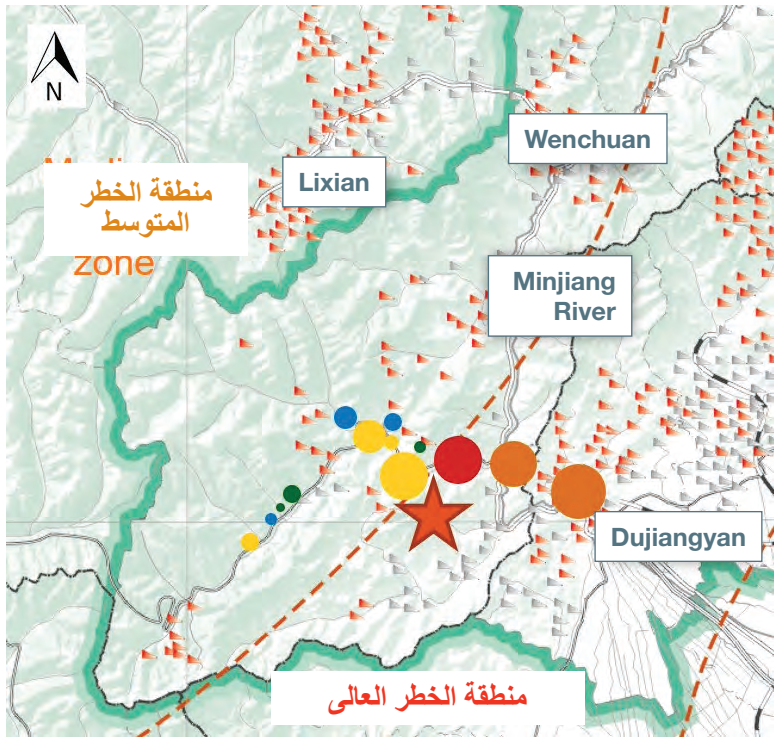 N
Wenchuan
Lixian
منطقة الخطر
المتوسط
zone
Minjiang
River
Dujiangyan
منطقة الخطر العالى